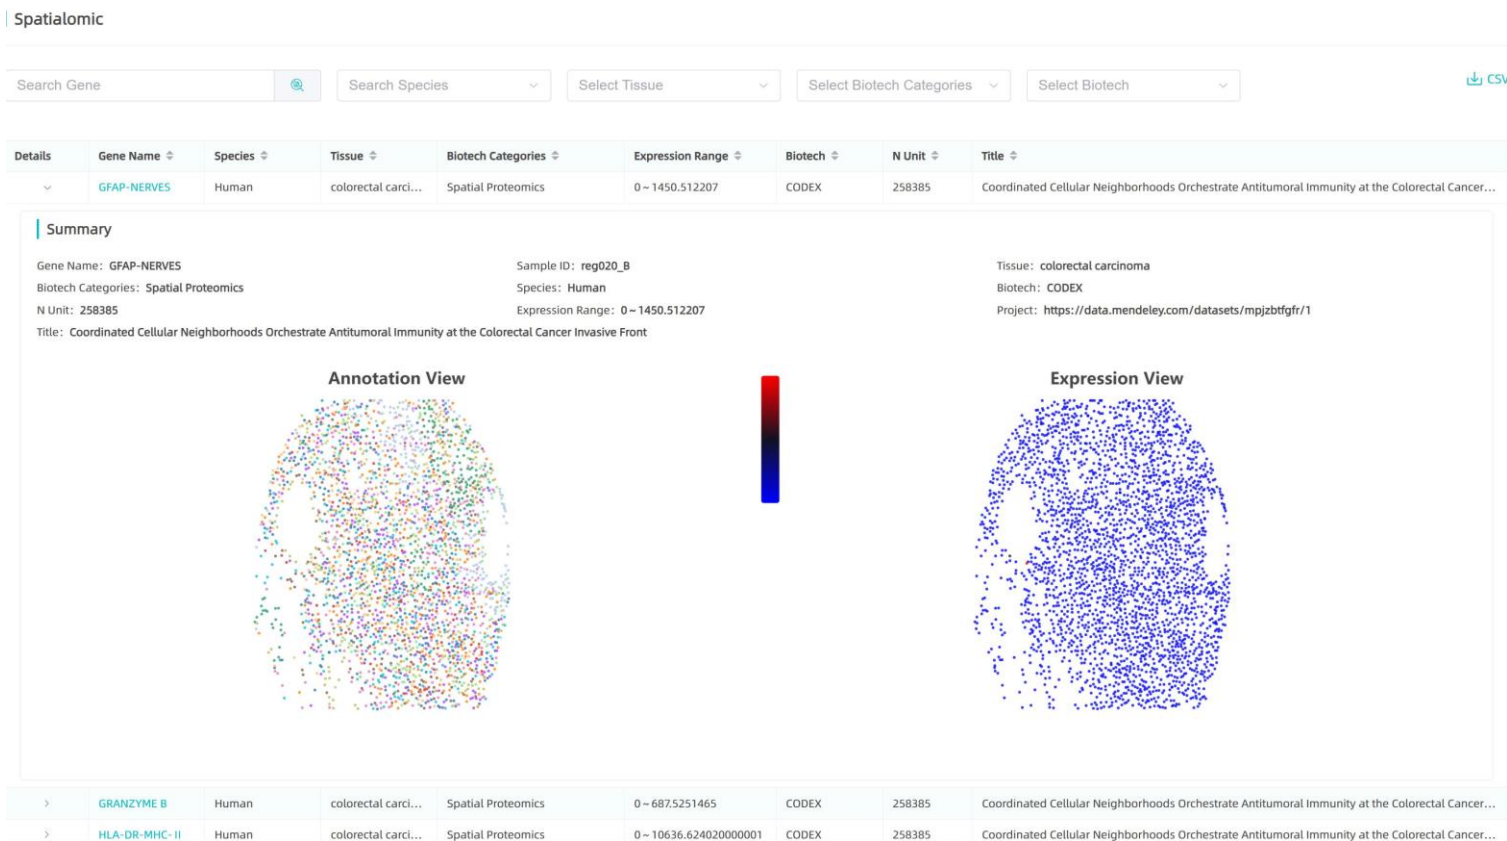 Spatialomic
Search Gene Search Species Select Tissue Select Biotech Categories Select Biotech CSV
Details Gene Name Species Tissue Biotech Categories Expression Range Biotech N Unit Title
GFAP-NERVES Human colorectal carci... Spatial Proteomics 0 ~ 1450.512207 CODEX 258385 Coordinated Cellular Neighborhoods Orchestrate Antitumoral Immunity at the Colorectal Cancer...
Summary
Gene Name: GFAP-NERVES Sample ID: reg020_B Tissue: colorectal carcinoma
Biotech Categories: Spatial Proteomics Species: Human Biotech: CODEX
N Unit: 258385 Expression Range: 0 ~ 1450.512207 Project: https://data.mendeley.com/datasets/mpjzbtfgfr/1
Title: Coordinated Cellular Neighborhoods Orchestrate Antitumoral Immunity at the Colorectal Cancer Invasive Front
Annotation View Expression View
GRANZYME B Human colorectal carci... Spatial Proteomics 0 ~ 687.5251465 CODEX 258385 Coordinated Cellular Neighborhoods Orchestrate Antitumoral Immunity at the Colorectal Cancer...
HLA-DR-MHC- II Human colorectal carci... Spatial Proteomics 0 ~ 10636.624020000001 CODEX 258385 Coordinated Cellular Neighborhoods Orchestrate Antitumoral Immunity at the Colorectal Cancer...